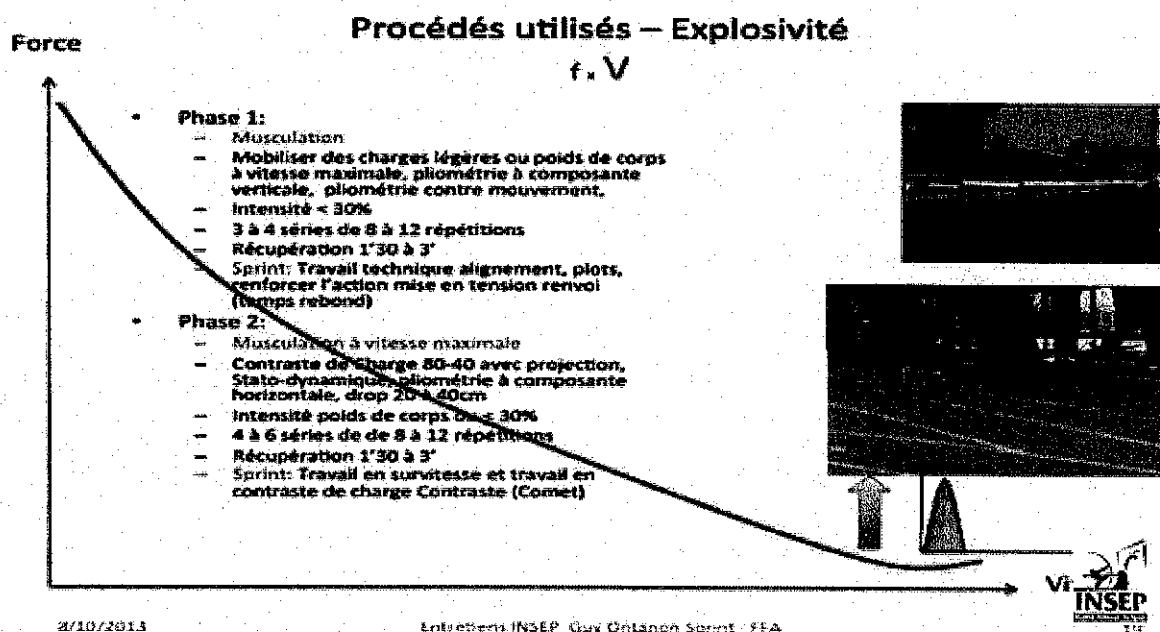 Procédés utilisés – Explosivité
f x V
Force
• Phase 1:
– Musculation
– Mobiliser des charges légères ou poids de corps
à vitesse maximale, pliométrie à composante
verticale, pliométrie contre mouvement,
– Intensité < 30%
– 3 à 4 séries de 8 à 12 répétitions
– Récupération 1'30 à 3'
– Sprint: Travail technique alignement, plots,
renforcer l'action mise en tension renvoi
(temps rebond)
• Phase 2:
– Musculation à vitesse maximale
– Contraste de Charge 80-40 avec projection,
Stato-dynamique, pliométrie à composante
horizontale, drop 20 à 40cm
– Intensité poids de corps ou < 30%
– 4 à 6 séries de de 8 à 12 répétitions
– Récupération 1'30 à 3'
– Sprint: Travail en survitesse et travail en
contraste de charge Contraste (Comet)
Vi
INSEP
8/10/2013
Entretiens INSEP Guy Ontanon Sprint FFA